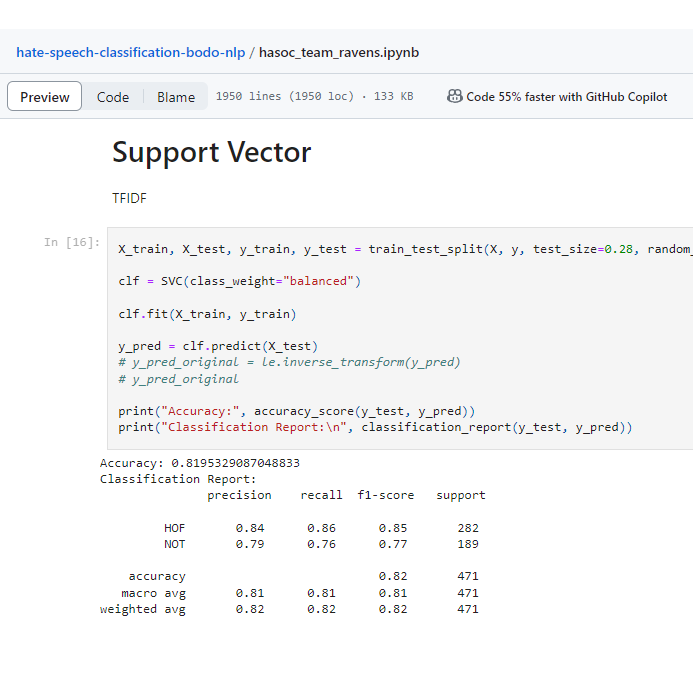 hate-speech-classification-bodo-nlp / hasoc_team_ravens.ipynb
Preview Code Blame 1950 lines (1950 loc) · 133 KB Code 55% faster with GitHub Copilot
Support Vector
TFIDF
In [16]:
X_train, X_test, y_train, y_test = train_test_split(X, y, test_size=0.28, random_
clf = SVC(class_weight="balanced")
clf.fit(X_train, y_train)
y_pred = clf.predict(X_test)
# y_pred_original = le.inverse_transform(y_pred)
# y_pred_original
print("Accuracy:", accuracy_score(y_test, y_pred))
print("Classification Report:\n", classification_report(y_test, y_pred))
Accuracy: 0.8195329087048833
Classification Report:
precision recall f1-score support
HOF 0.84 0.86 0.85 282
NOT 0.79 0.76 0.77 189
accuracy 0.82 471
macro avg 0.81 0.81 0.81 471
weighted avg 0.82 0.82 0.82 471